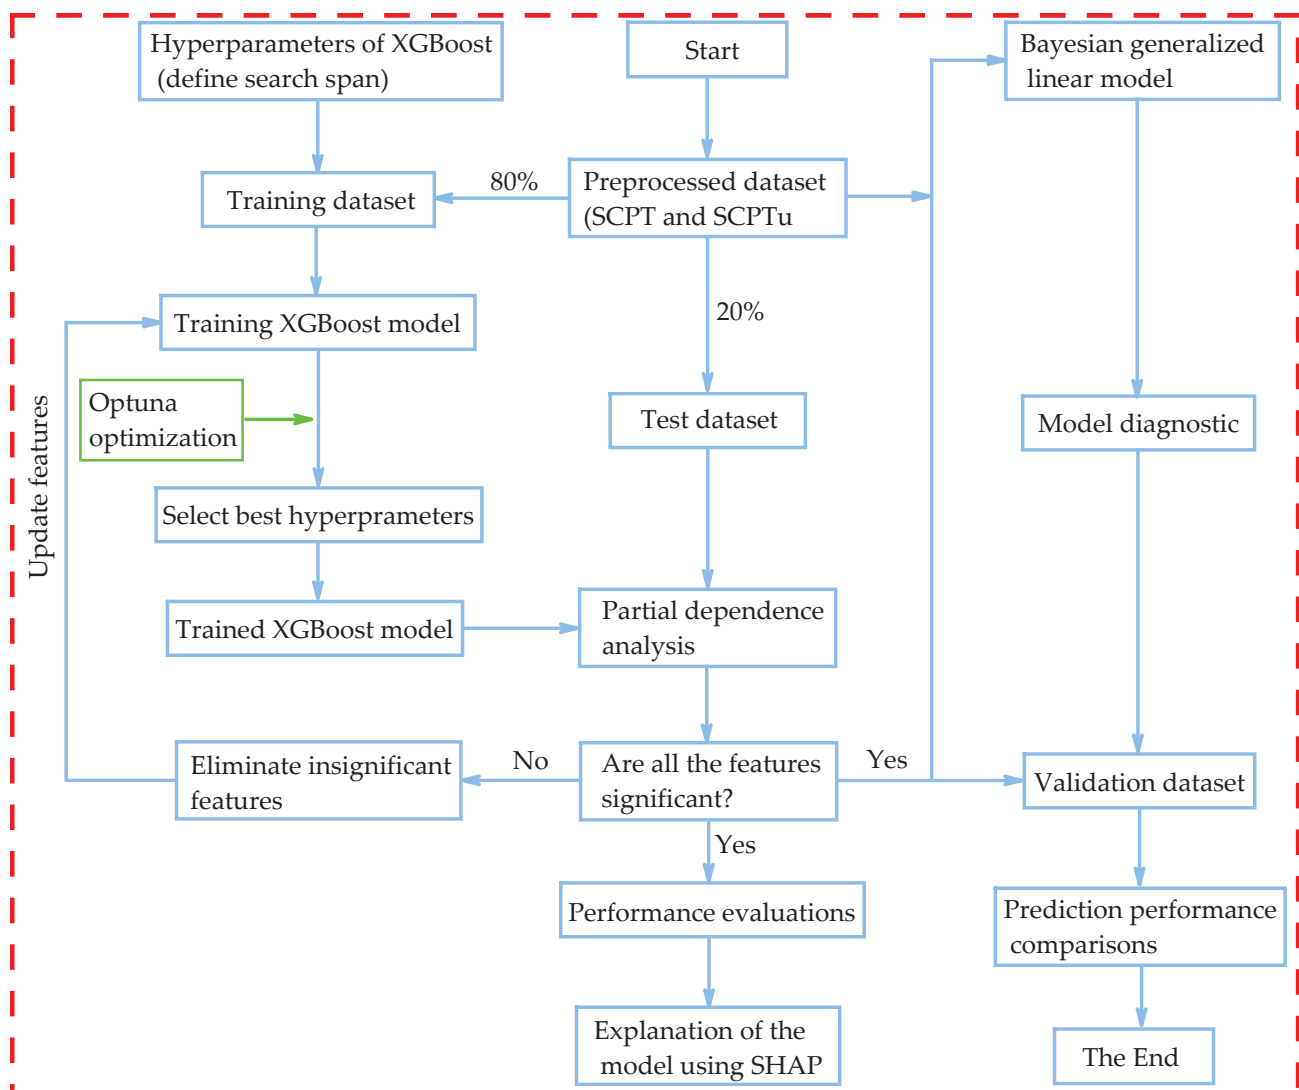 Hyperparameters of XGBoost
(define search span)
Start
Bayesian generalized
linear model
80%
Training dataset
Preprocessed dataset
(SCPT and SCPTu
20%
Training XGBoost model
Update features
Optuna
optimization
Test dataset
Model diagnostic
Select best hyperprameters
Trained XGBoost model
Partial dependence
analysis
No
Eliminate insignificant
features
Are all the features
significant?
Yes
Validation dataset
Yes
Performance evaluations
Prediction performance
comparisons
Explanation of the
model using SHAP
The End